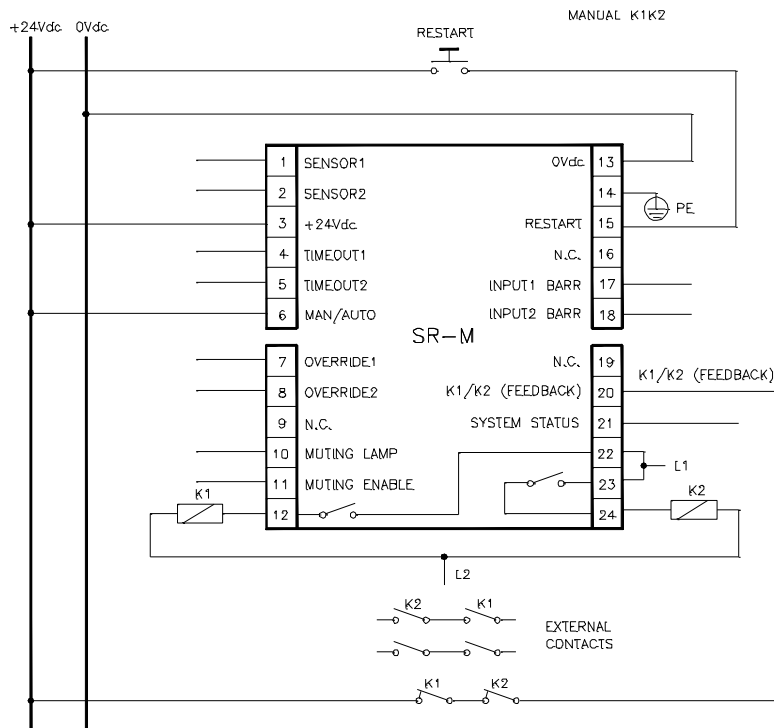 MANUAL K1K2
+24Vdc 0Vdc
RESTART
1 SENSOR1 0Vdc 13
2 SENSOR2 14
PE
3 +24Vdc RESTART 15
4 TIMEOUT1 N.C. 16
5 TIMEOUT2 INPUT1 BARR 17
6 MAN/AUTO INPUT2 BARR 18
SR-M
7 OVERRIDE1 N.C. 19
K1/K2 (FEEDBACK)
8 OVERRIDE2 K1/K2 (FEEDBACK) 20
9 N.C. SYSTEM STATUS 21
10 MUTING LAMP 22
L1
11 MUTING ENABLE 23
K1 K2
12 24
L2
K2 K1
EXTERNAL
CONTACTS
K1 K2